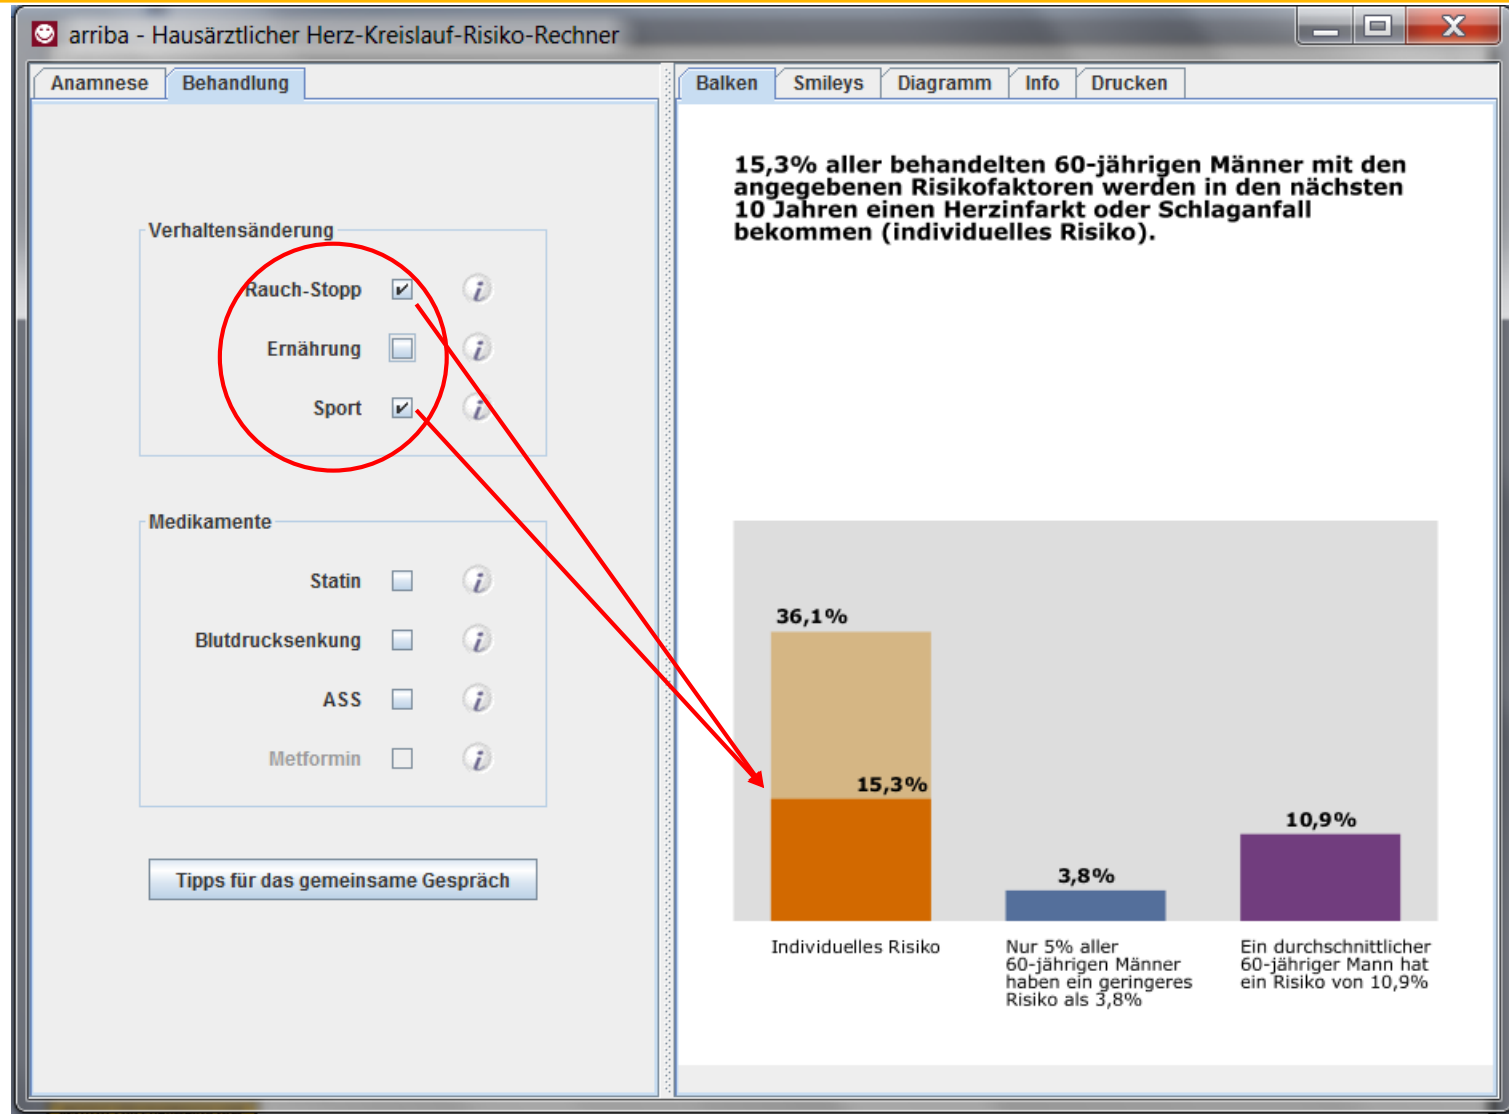 arriba - Hausärztlicher Herz-Kreislauf-Risiko-Rechner
Anamnese Behandlung
Verhaltensänderung
Rauch-Stopp
Ernährung
Sport
Medikamente
Statin
Blutdrucksenkung
ASS
Metformin
Tipps für das gemeinsame Gespräch
Balken Smileys Diagramm Info Drucken
15,3% aller behandelten 60-jährigen Männer mit den
angegebenen Risikofaktoren werden in den nächsten
10 Jahren einen Herzinfarkt oder Schlaganfall
bekommen (individuelles Risiko).
36,1%
15,3%
3,8%
10,9%
Individuelles Risiko
Nur 5% aller
60-jährigen Männer
haben ein geringeres
Risiko als 3,8%
Ein durchschnittlicher
60-jähriger Mann hat
ein Risiko von 10,9%